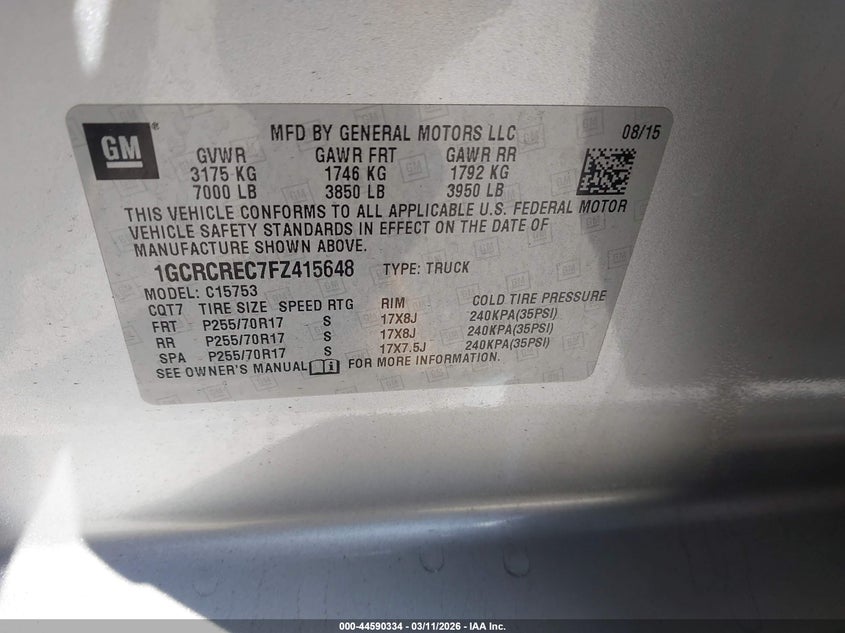 GM®
MFD BY GENERAL MOTORS LLC 08/15
GVWR GAWR FRT GAWR RR
3175 KG 1746 KG 1792 KG
7000 LB 3850 LB 3950 LB
THIS VEHICLE CONFORMS TO ALL APPLICABLE U.S. FEDERAL MOTOR
VEHICLE SAFETY STANDARDS IN EFFECT ON THE DATE OF
MANUFACTURE SHOWN ABOVE.
1GCRCREC7FZ415648 TYPE: TRUCK
MODEL: C15753
CQT7 TIRE SIZE SPEED RTG RIM COLD TIRE PRESSURE
FRT P255/70R17 S 17X8J 240KPA(35PSI)
RR P255/70R17 S 17X8J 240KPA(35PSI)
SPA P255/70R17 S 17X7.5J 240KPA(35PSI)
SEE OWNER'S MANUAL FOR MORE INFORMATION.
000-44590334 - 03/11/2026 - IAA Inc.